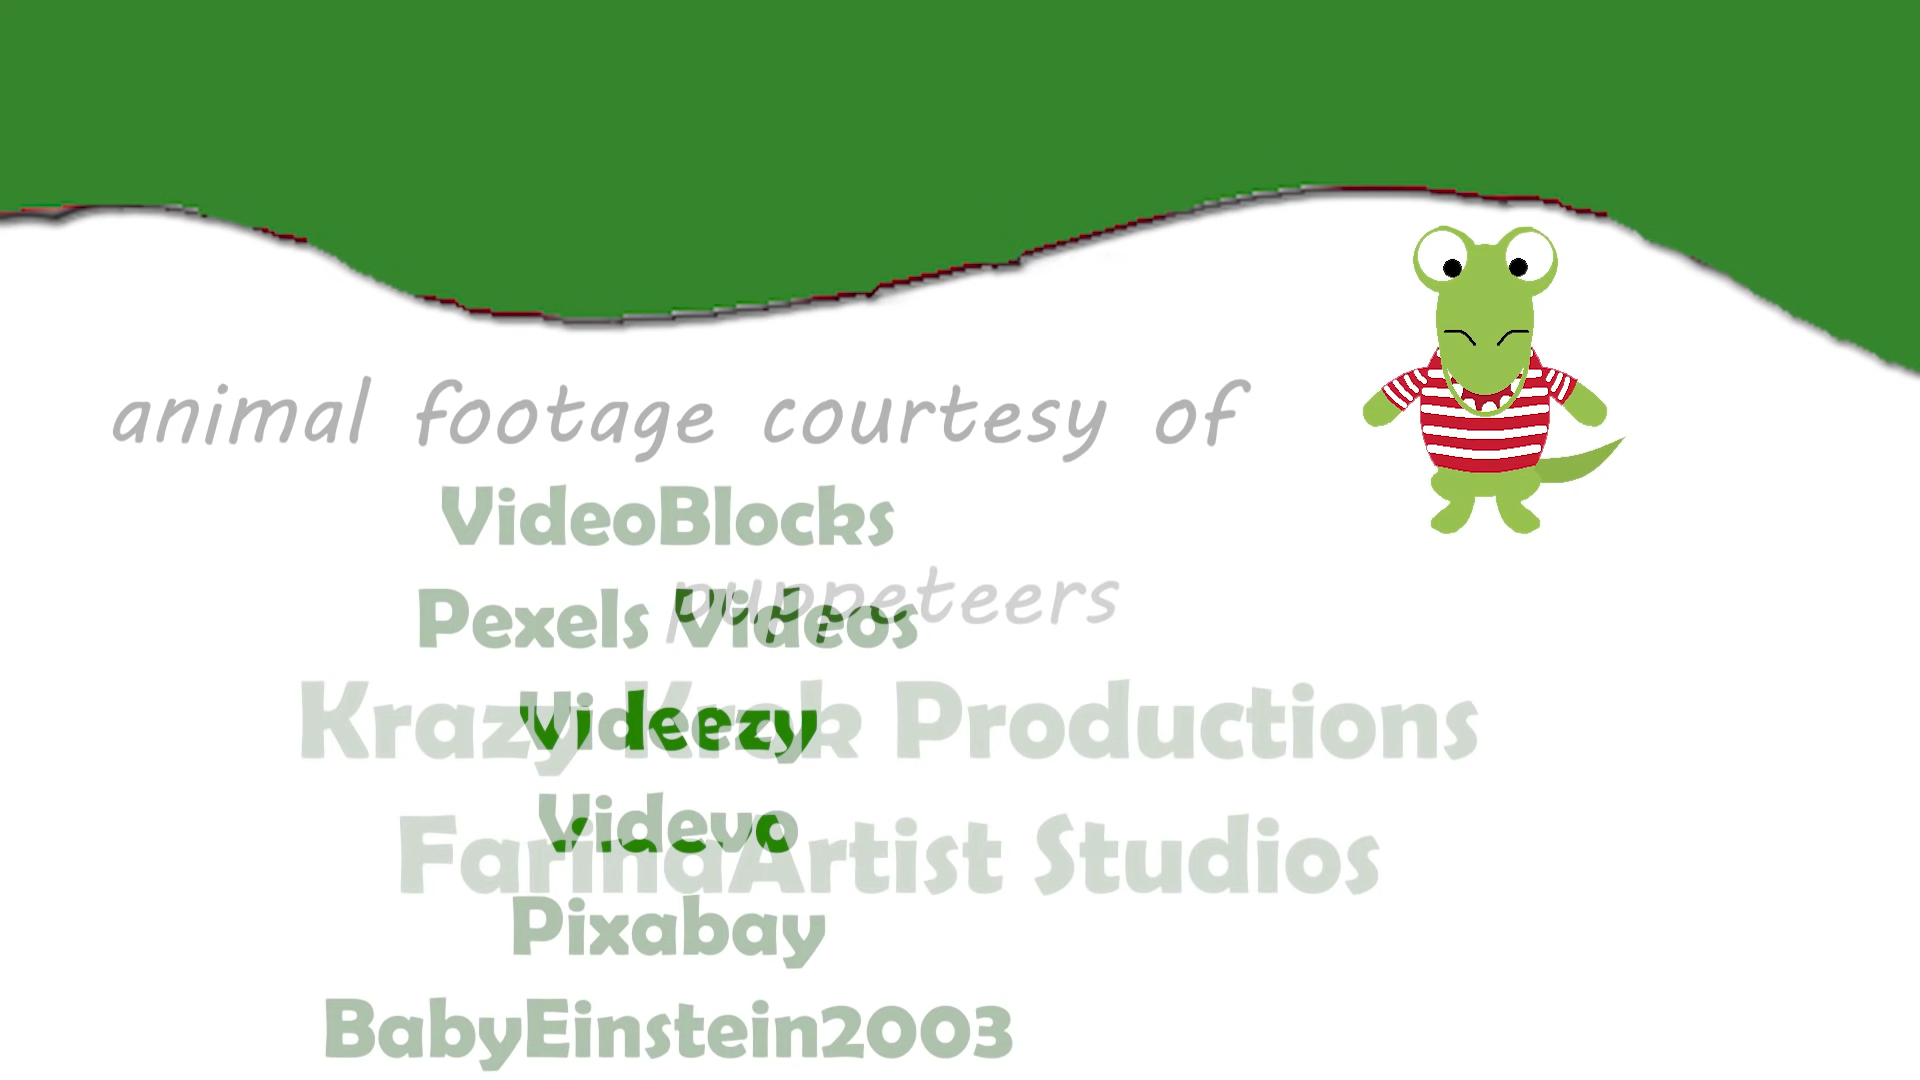 animal footage courtesy of
VideoBlocks
puppeteers
Pexels Videos
Krazy Krok Productions
Videezy
Videvo
FarinaArtist Studios
Pixabay
BabyEinstein2003